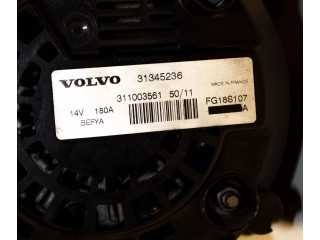 VOLVO 31345236
MADE IN FRANCE
311003561 50/11
14V 180A
FG18S107
BEFYA
A